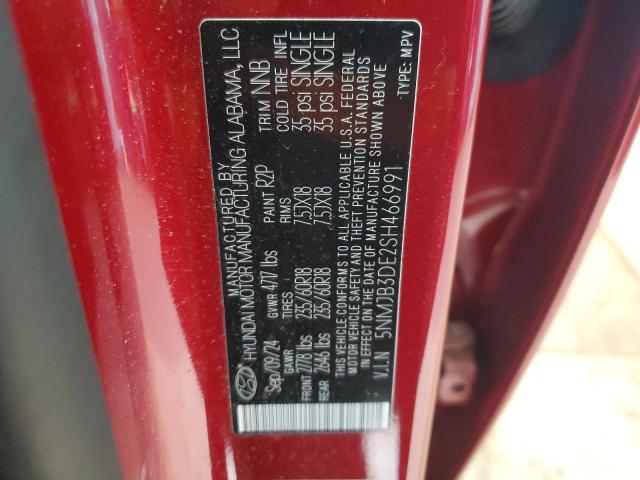 MANUFACTURED BY
HYUNDAI MOTOR MANUFACTURING ALABAMA, LLC
Sep/09/24 GVWR 4777 lbs PAINT R2P TRIM NNB
GAWR TIRES RIMS COLD TIRE INFL
FRONT 2778 lbs 235/60R18 7.5JX18 35 psi SINGLE
REAR 2646 lbs 235/60R18 7.5JX18 35 psi SINGLE
THIS VEHICLE CONFORMS TO ALL APPLICABLE U.S.A. FEDERAL
MOTOR VEHICLE SAFETY AND THEFT PREVENTION STANDARDS
IN EFFECT ON THE DATE OF MANUFACTURE SHOWN ABOVE
V.I.N 5NMJB3DE2SH466991 TYPE: MPV